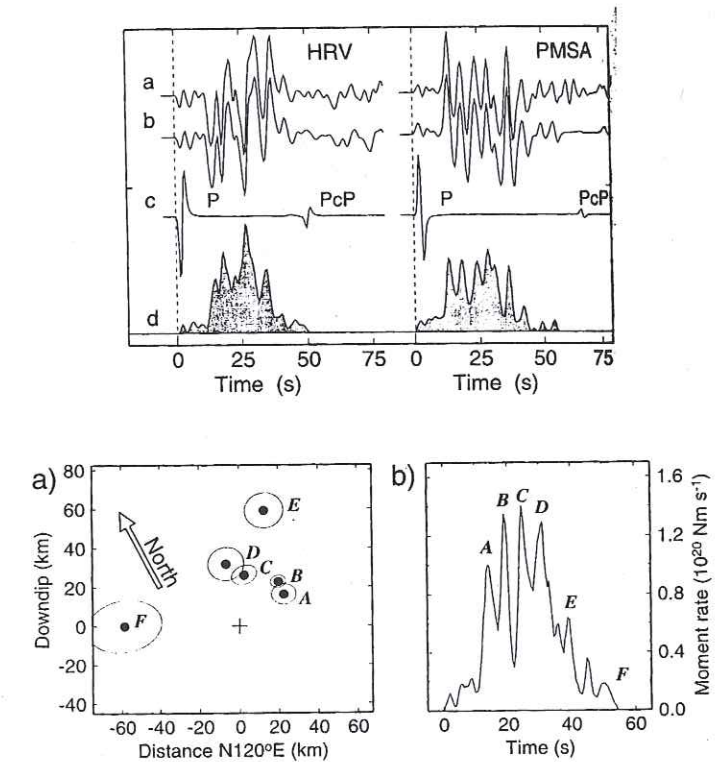 HRV PMSA
a
b
c P PcP P PcP
d
0 25 50 75 0 25 50 75
Time (s) Time (s)
a) b)
80
60
40
20
0
-20
-40
Downdip (km)
North
E
D
C
B
A
F
-60 -40 -20 0 20 40 60
Distance N120°E (km)
A B C D E F
1.6
1.2
0.8
0.4
0.0
Moment rate (10²⁰ Nm s⁻¹)
0 20 40 60
Time (s)